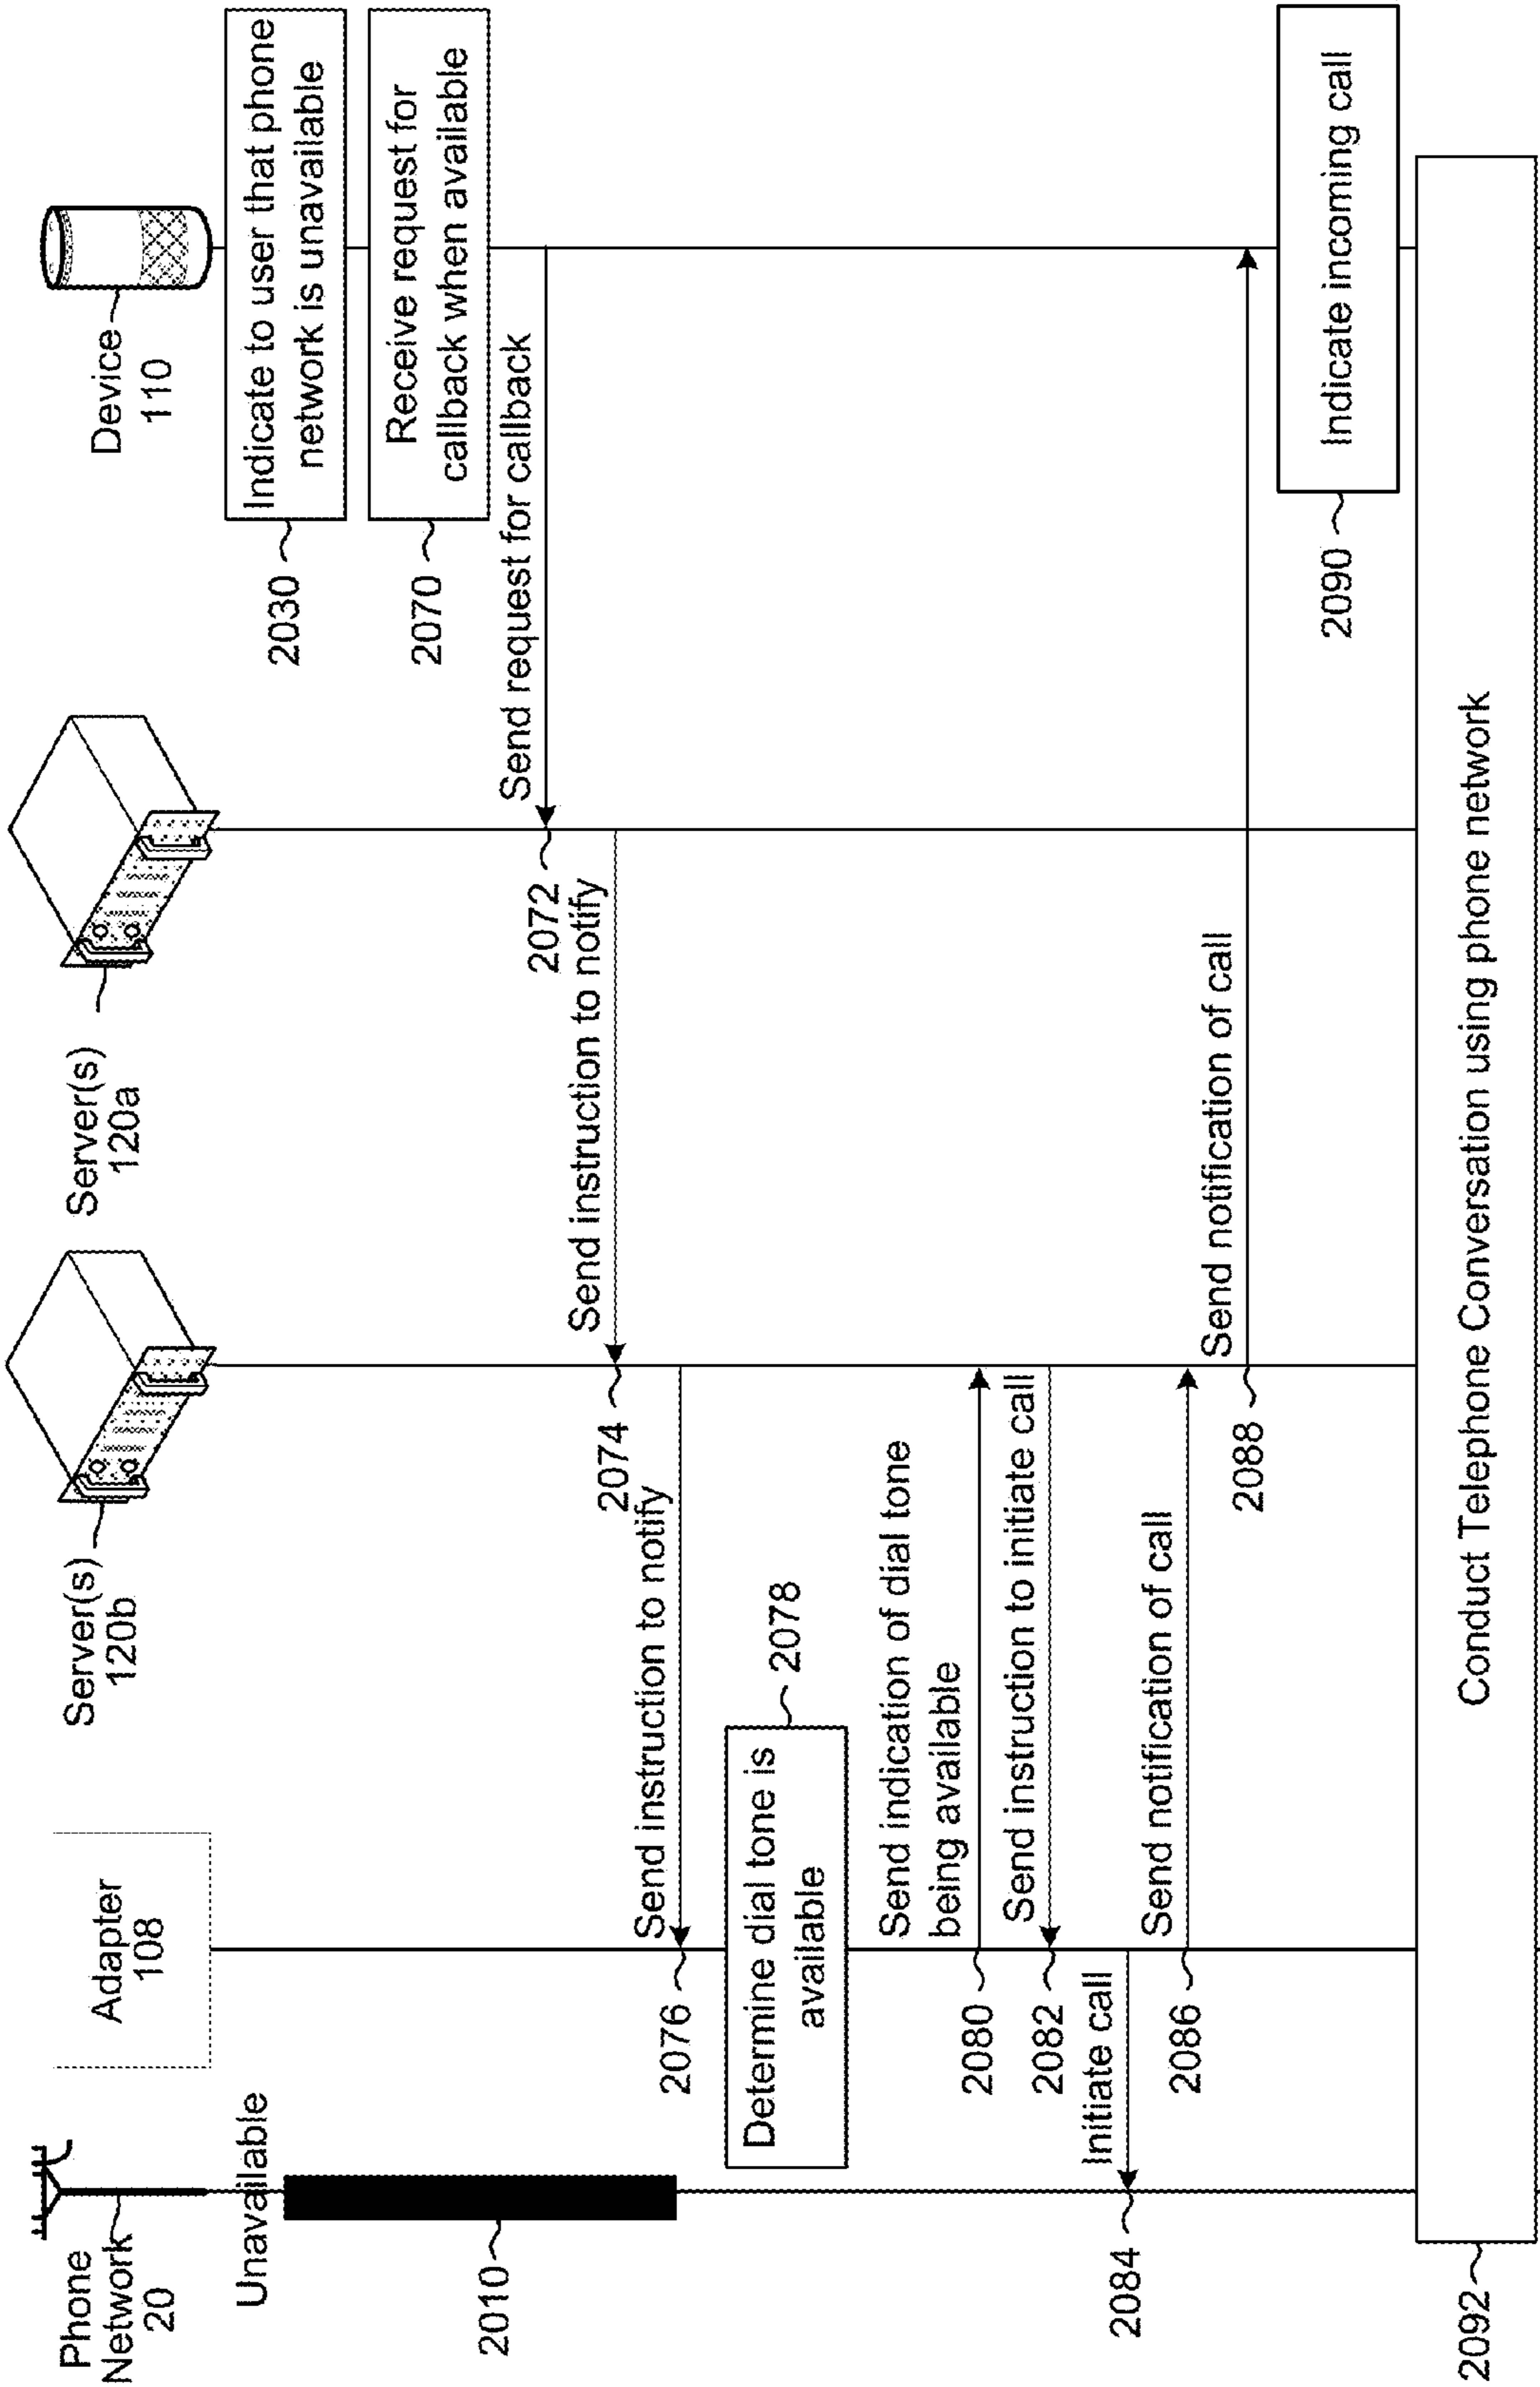 Phone
Network
20
Adapter
108
Server(s)
120b
Server(s)
120a
Device
110
Unavailable
2010
Indicate to user that phone
network is unavailable
2030
Receive request for
callback when available
2070
Send request for callback
2072
Send instruction to notify
2074
Send instruction to notify
2076
Determine dial tone is
available
2078
Send indication of dial tone
being available
2080
Send instruction to initiate call
2082
Initiate call
2084
Send notification of call
2086
Send notification of call
2088
Indicate incoming call
2090
Conduct Telephone Conversation using phone network
2092